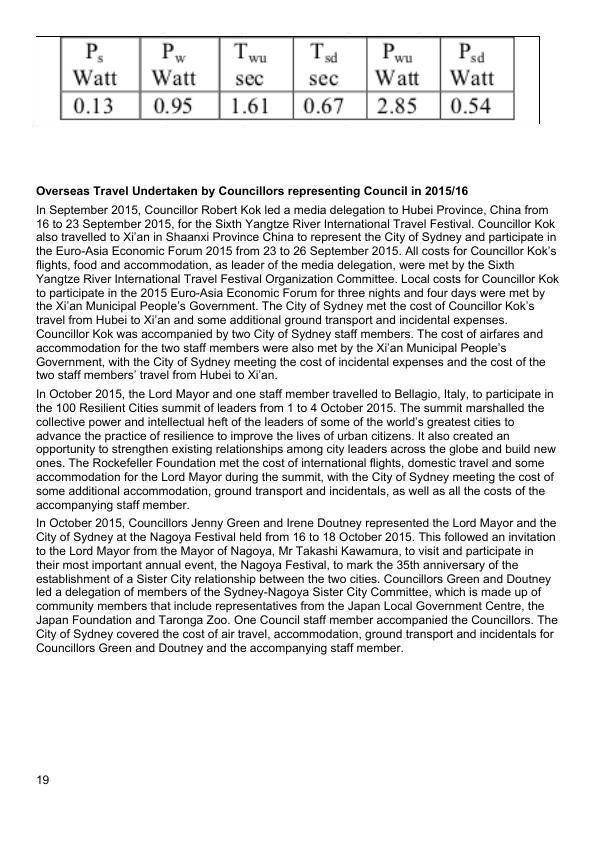 Ps Pw Twu Tsd Pwu Psd
Watt Watt sec sec Watt Watt
0.13 0.95 1.61 0.67 2.85 0.54
Overseas Travel Undertaken by Councillors representing Council in 2015/16
In September 2015, Councillor Robert Kok led a media delegation to Hubei Province, China from
16 to 23 September 2015, for the Sixth Yangtze River International Travel Festival. Councillor Kok
also travelled to Xi’an in Shaanxi Province China to represent the City of Sydney and participate in
the Euro-Asia Economic Forum 2015 from 23 to 26 September 2015. All costs for Councillor Kok’s
flights, food and accommodation, as leader of the media delegation, were met by the Sixth
Yangtze River International Travel Festival Organization Committee. Local costs for Councillor Kok
to participate in the 2015 Euro-Asia Economic Forum for three nights and four days were met by
the Xi’an Municipal People’s Government. The City of Sydney met the cost of Councillor Kok’s
travel from Hubei to Xi’an and some additional ground transport and incidental expenses.
Councillor Kok was accompanied by two City of Sydney staff members. The cost of airfares and
accommodation for the two staff members were also met by the Xi’an Municipal People’s
Government, with the City of Sydney meeting the cost of incidental expenses and the cost of the
two staff members’ travel from Hubei to Xi’an.
In October 2015, the Lord Mayor and one staff member travelled to Bellagio, Italy, to participate in
the 100 Resilient Cities summit of leaders from 1 to 4 October 2015. The summit marshalled the
collective power and intellectual heft of the leaders of some of the world’s greatest cities to
advance the practice of resilience to improve the lives of urban citizens. It also created an
opportunity to strengthen existing relationships among city leaders across the globe and build new
ones. The Rockefeller Foundation met the cost of international flights, domestic travel and some
accommodation for the Lord Mayor during the summit, with the City of Sydney meeting the cost of
some additional accommodation, ground transport and incidentals, as well as all the costs of the
accompanying staff member.
In October 2015, Councillors Jenny Green and Irene Doutney represented the Lord Mayor and the
City of Sydney at the Nagoya Festival held from 16 to 18 October 2015. This followed an invitation
to the Lord Mayor from the Mayor of Nagoya, Mr Takashi Kawamura, to visit and participate in
their most important annual event, the Nagoya Festival, to mark the 35th anniversary of the
establishment of a Sister City relationship between the two cities. Councillors Green and Doutney
led a delegation of members of the Sydney-Nagoya Sister City Committee, which is made up of
community members that include representatives from the Japan Local Government Centre, the
Japan Foundation and Taronga Zoo. One Council staff member accompanied the Councillors. The
City of Sydney covered the cost of air travel, accommodation, ground transport and incidentals for
Councillors Green and Doutney and the accompanying staff member.
19